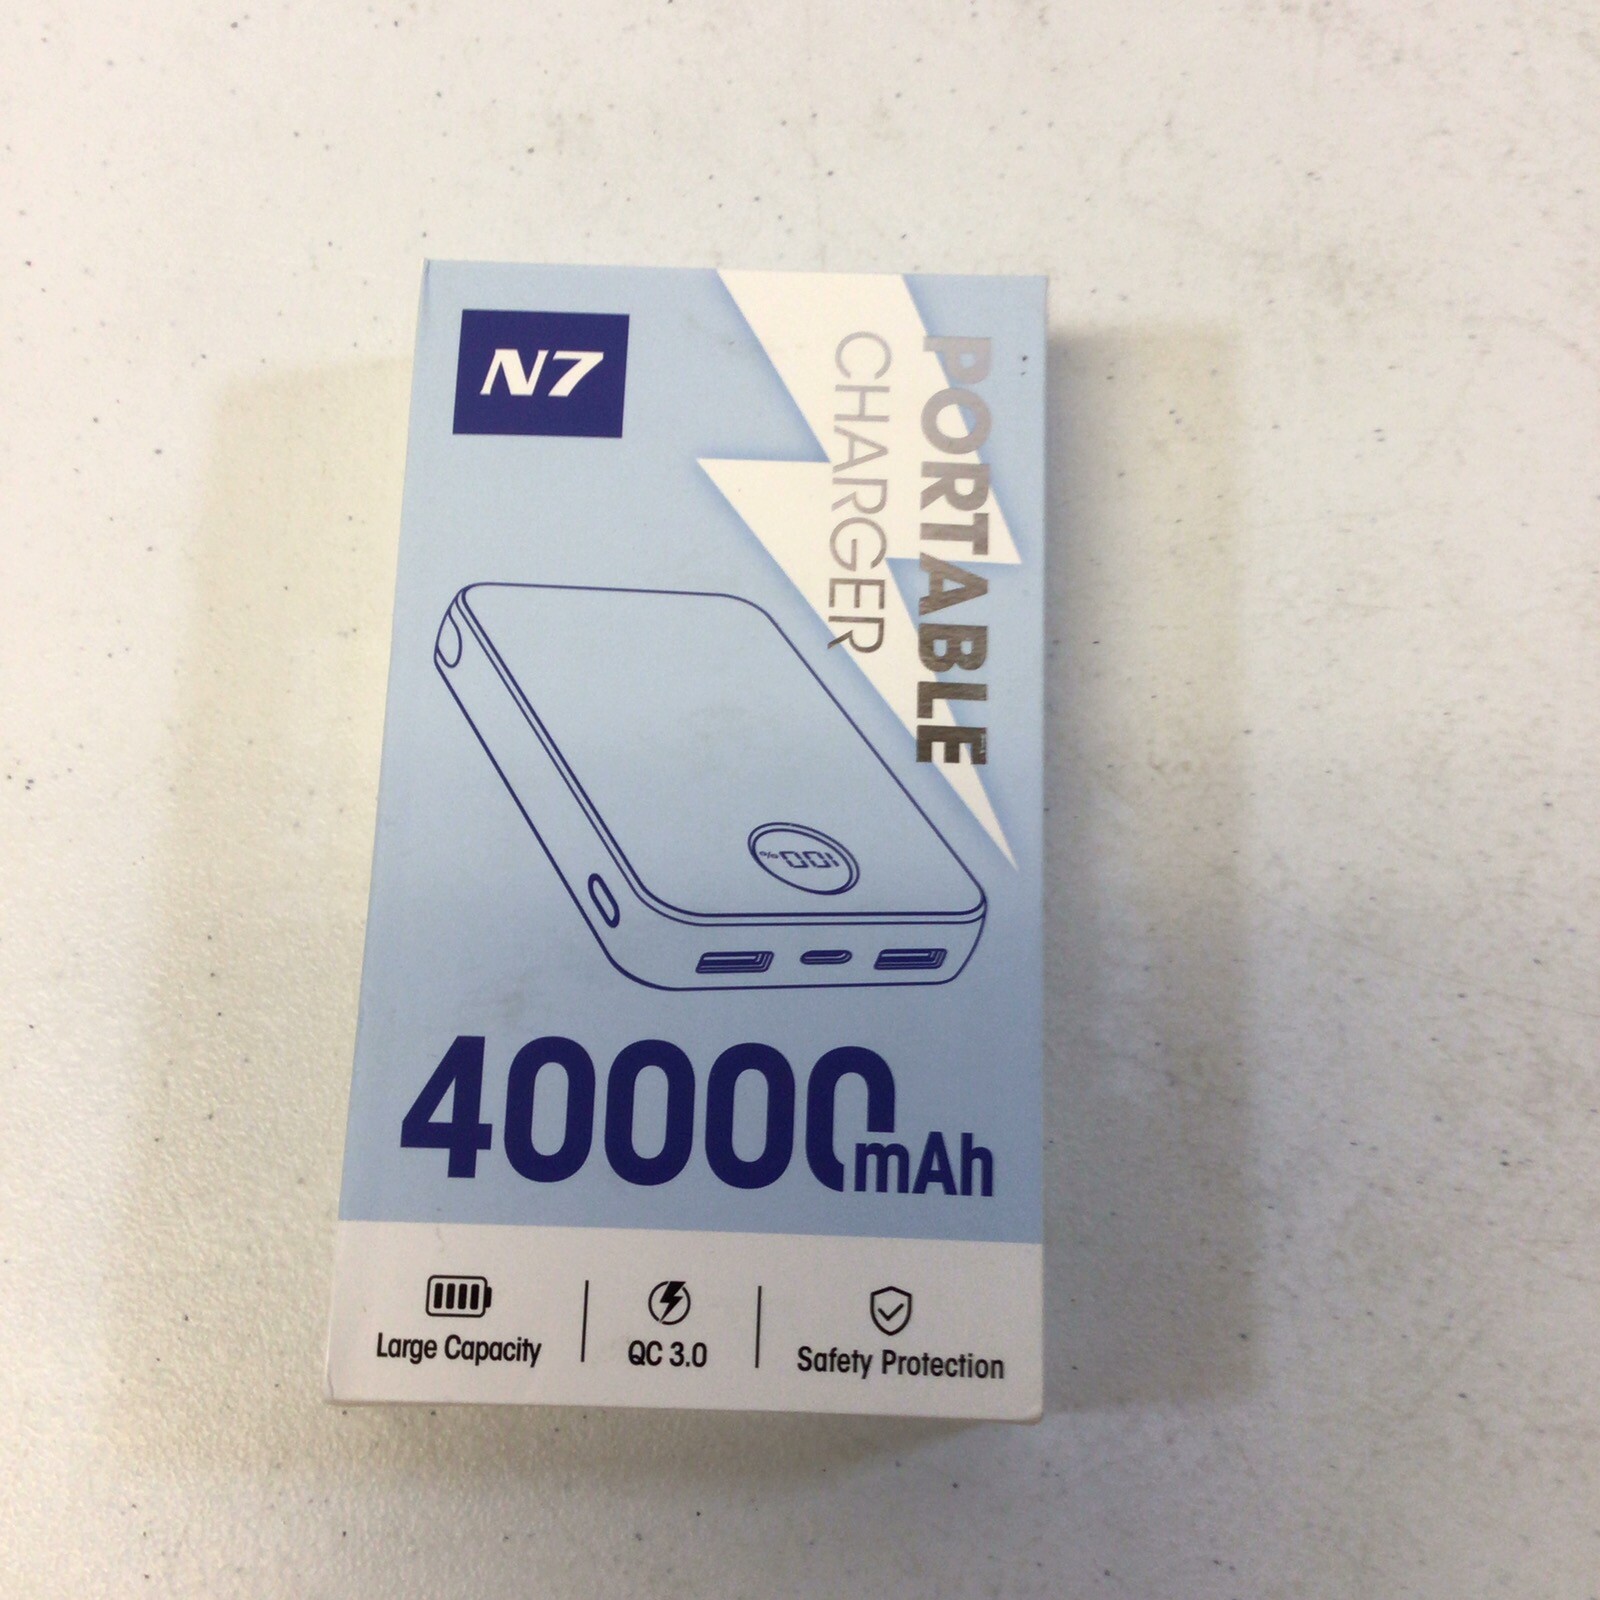 N7
PORTABLE
CHARGER
100%
40000mAh
Large Capacity
QC 3.0
Safety Protection